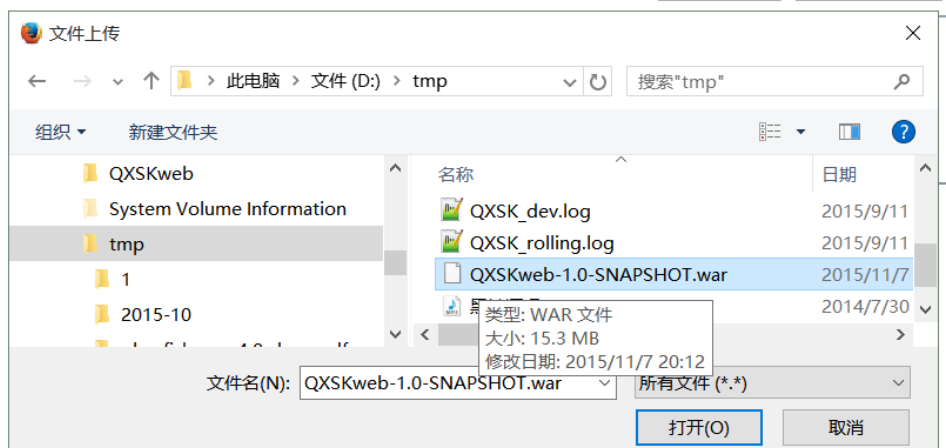 文件上传
此电脑 > 文件 (D:) > tmp
搜索"tmp"
组织
新建文件夹
QXSKweb
System Volume Information
tmp
1
2015-10
名称 日期
QXSK_dev.log 2015/9/11
QXSK_rolling.log 2015/9/11
QXSKweb-1.0-SNAPSHOT.war 2015/11/7
2014/7/30
类型: WAR 文件
大小: 15.3 MB
修改日期: 2015/11/7 20:12
文件名(N): QXSKweb-1.0-SNAPSHOT.war 所有文件 (*.*)
打开(O) 取消